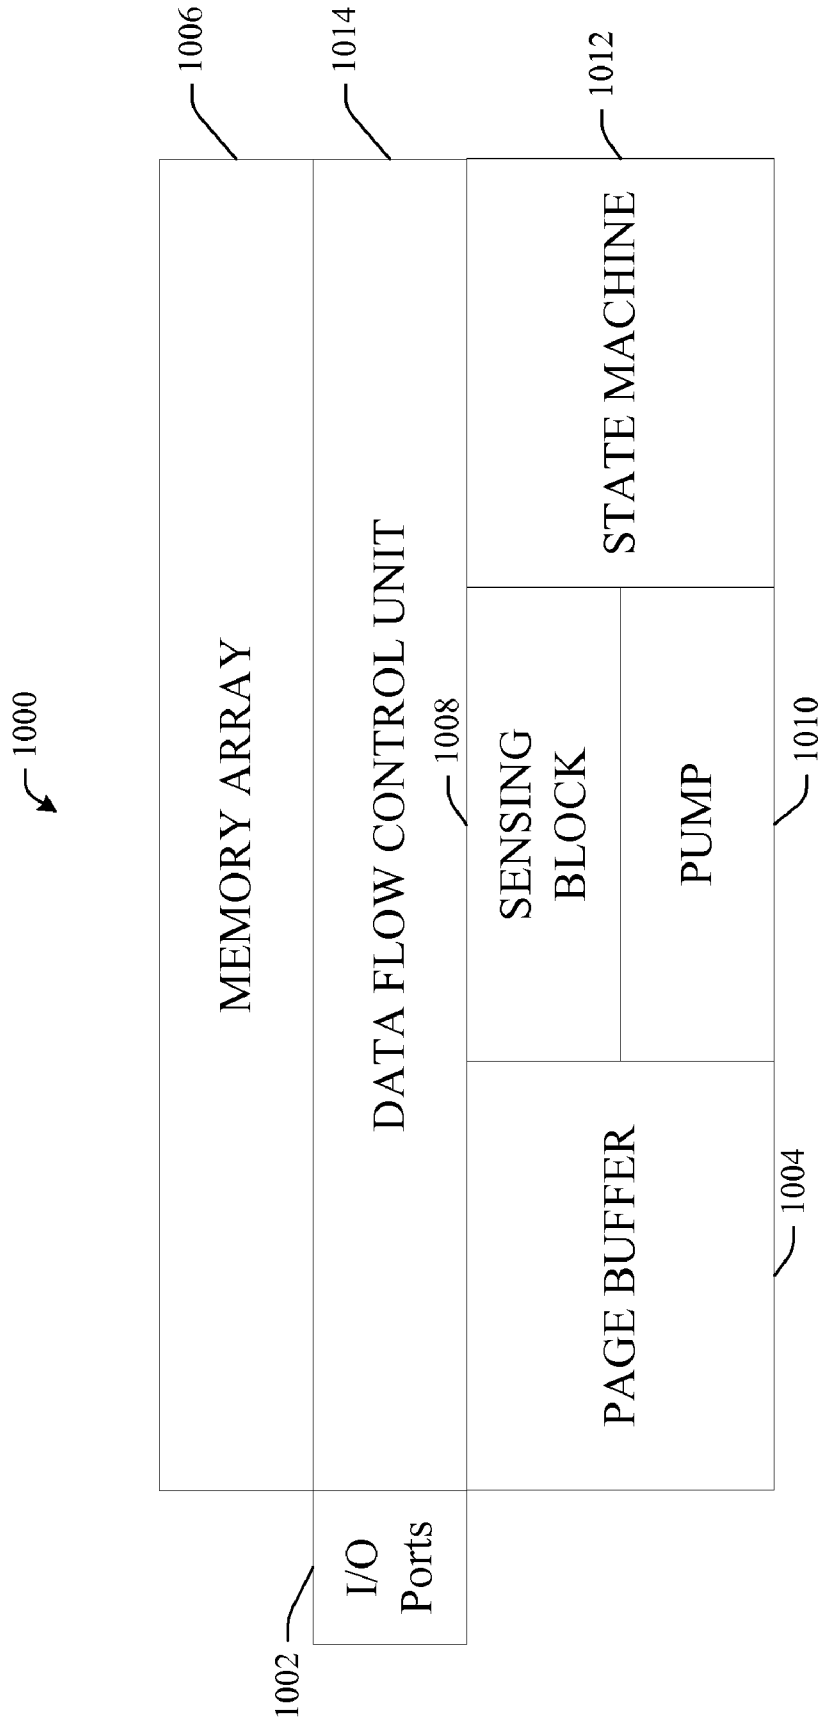 1000
1006
MEMORY ARRAY
1014
DATA FLOW CONTROL UNIT
1002
I/O
Ports
1008
SENSING
BLOCK
STATE MACHINE
1012
PAGE BUFFER
PUMP
1004
1010